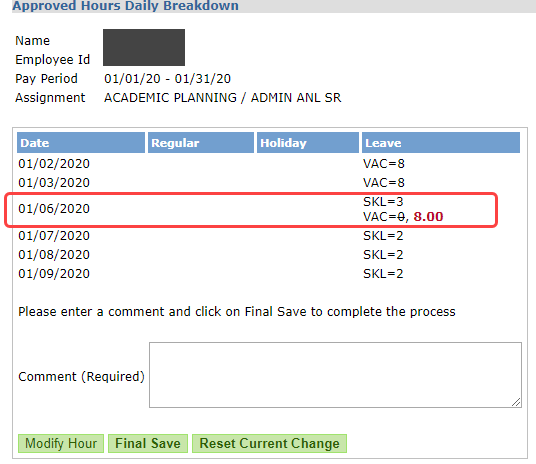 Approved Hours Daily Breakdown
Name
Employee Id
Pay Period 01/01/20 - 01/31/20
Assignment ACADEMIC PLANNING / ADMIN ANL SR
Date Regular Holiday Leave
01/02/2020 VAC=8
01/03/2020 VAC=8
01/06/2020 SKL=3
VAC=0, 8.00
01/07/2020 SKL=2
01/08/2020 SKL=2
01/09/2020 SKL=2
Please enter a comment and click on Final Save to complete the process
Comment (Required)
Modify Hour Final Save Reset Current Change